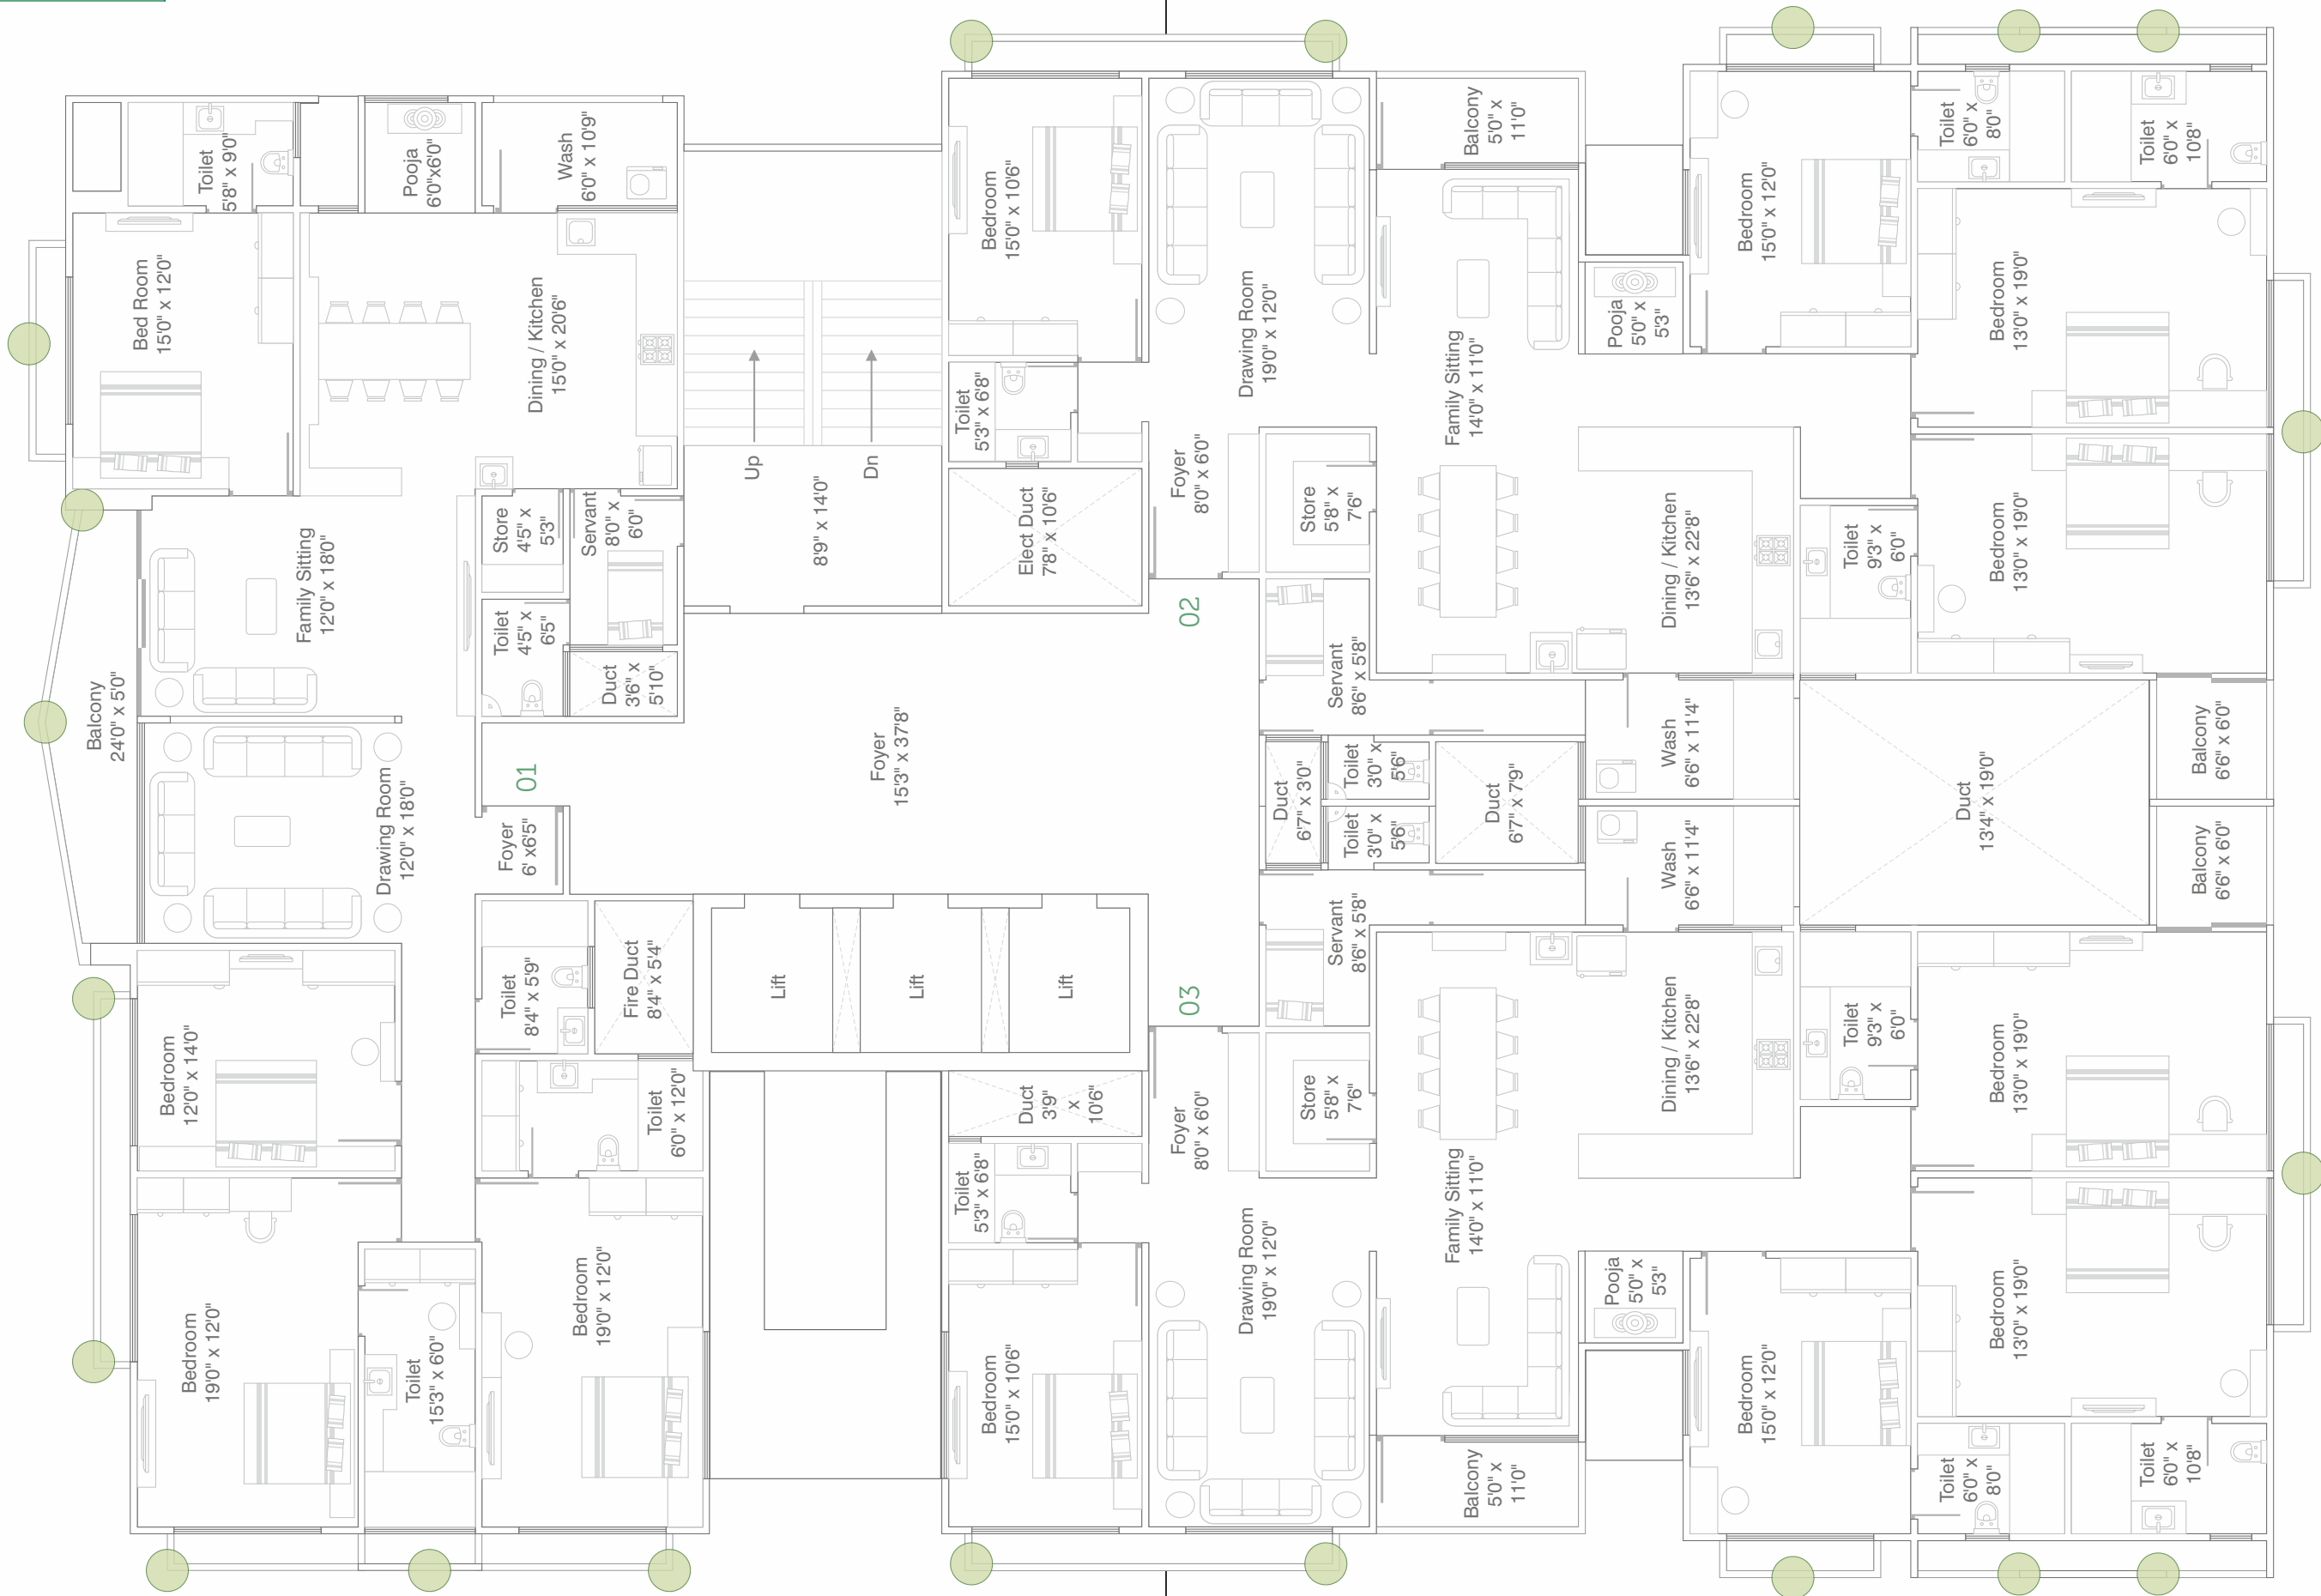 Toilet
5'8" x 9'0"
Pooja
6'0"x6'0"
Wash
6'0" x 10'9"
Bed Room
15'0" x 12'0"
Dining / Kitchen
15'0" x 20'6"
Family Sitting
12'0" x 18'0"
Store
4'5" x
5'3"
Servant
8'0" x
6'0"
Toilet
4'5" x
6'5"
Duct
3'6" x
5'10"
Balcony
24'0" x 5'0"
Drawing Room
12'0" x 18'0"
01
Foyer
6' x6'5"
Bedroom
12'0" x 14'0"
Toilet
8'4" x 5'9"
Fire Duct
8'4" x 5'4"
Toilet
6'0" x 12'0"
Bedroom
19'0" x 12'0"
Toilet
15'3" x 6'0"
Bedroom
19'0" x 12'0"
Up
Dn
8'9" x 14'0"
Foyer
15'3" x 37'8"
Lift
Lift
Lift
Bedroom
15'0" x 10'6"
Toilet
5'3" x 6'8"
Elect Duct
7'8" x 10'6"
Drawing Room
19'0" x 12'0"
Foyer
8'0" x 6'0"
02
Balcony
5'0" x
11'0"
Family Sitting
14'0" x 11'0"
Pooja
5'0" x
5'3"
Store
5'8" x
7'6"
Servant
8'6" x 5'8"
Dining / Kitchen
13'6" x 22'8"
Bedroom
15'0" x 12'0"
Toilet
6'0" x
8'0"
Toilet
6'0" x
10'8"
Bedroom
13'0" x 19'0"
Bedroom
13'0" x 19'0"
Toilet
9'3" x
6'0"
Wash
6'6" x 11'4"
Balcony
6'6" x 6'0"
Duct
6'7" x 3'0"
Toilet
3'0" x
5'6"
Toilet
3'0" x
5'6"
Duct
6'7" x 7'9"
Duct
13'4" x 19'0"
Wash
6'6" x 11'4"
Balcony
6'6" x 6'0"
Servant
8'6" x 5'8"
03
Foyer
8'0" x 6'0"
Store
5'8" x
7'6"
Dining / Kitchen
13'6" x 22'8"
Toilet
9'3" x
6'0"
Bedroom
13'0" x 19'0"
Duct
3'9"
x
10'6"
Toilet
5'3" x 6'8"
Bedroom
15'0" x 10'6"
Drawing Room
19'0" x 12'0"
Family Sitting
14'0" x 11'0"
Pooja
5'0" x
5'3"
Balcony
5'0" x
11'0"
Bedroom
15'0" x 12'0"
Bedroom
13'0" x 19'0"
Toilet
6'0" x
8'0"
Toilet
6'0" x
10'8"